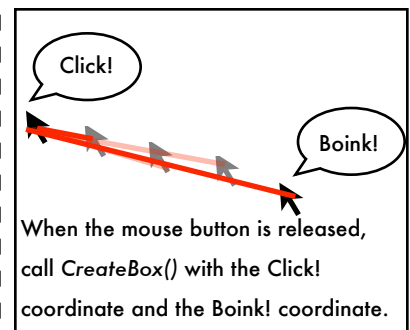 Click!
Boink!
When the mouse button is released,
call CreateBox() with the Click!
coordinate and the Boink! coordinate.